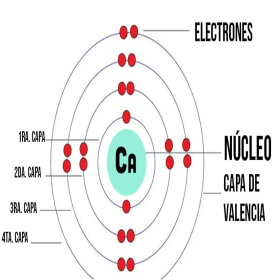 ELECTRONES
1RA. CAPA
CA
NÚCLEO
2DA. CAPA
CAPA DE
VALENCIA
3RA. CAPA
4TA. CAPA